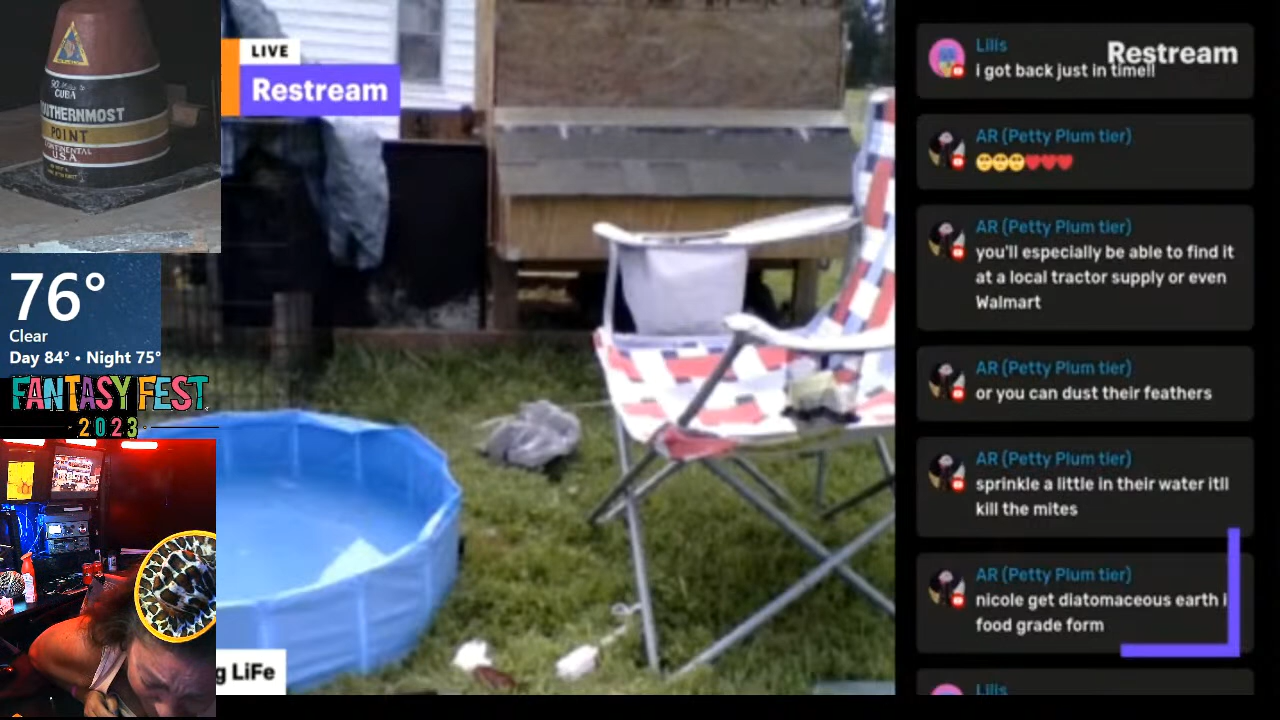 90 Miles to
CUBA
SOUTHERNMOST
POINT
CONTINENTAL
U.S.A.
76°
Clear
Day 84° • Night 75°
FANTASY FEST
2023
LIVE
Restream
g LiFe
Restream
Lilis
i got back just in time!!
AR (Petty Plum tier)
🥺🥺🥺❤❤❤
AR (Petty Plum tier)
you'll especially be able to find it
at a local tractor supply or even
Walmart
AR (Petty Plum tier)
or you can dust their feathers
AR (Petty Plum tier)
sprinkle a little in their water itll
kill the mites
AR (Petty Plum tier)
nicole get diatomaceous earth i
food grade form
Lilis